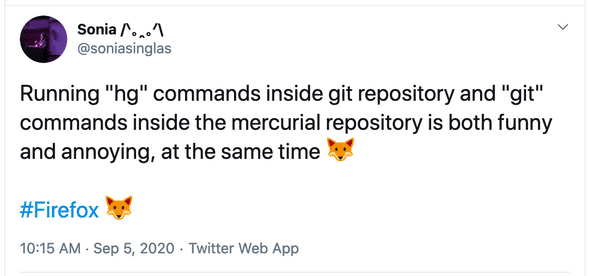 Sonia /ᐠ｡‸｡ᐟ\
@soniasinglas
Running "hg" commands inside git repository and "git"
commands inside the mercurial repository is both funny
and annoying, at the same time 🦊
#Firefox 🦊
10:15 AM · Sep 5, 2020 · Twitter Web App